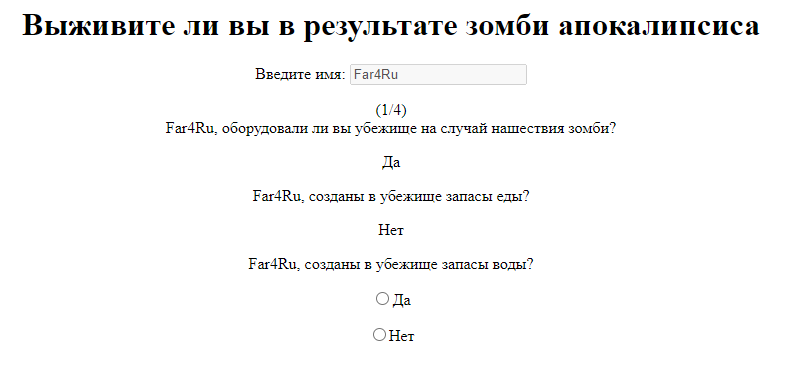 Выживите ли вы в результате зомби апокалипсиса
Введите имя: Far4Ru
(1/4)
Far4Ru, оборудовали ли вы убежище на случай нашествия зомби?
Да
Far4Ru, созданы в убежище запасы еды?
Нет
Far4Ru, созданы в убежище запасы воды?
Да
Нет